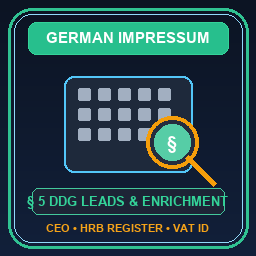 GERMAN IMPRESSUM
§
§ 5 DDG LEADS & ENRICHMENT
CEO • HRB REGISTER • VAT ID